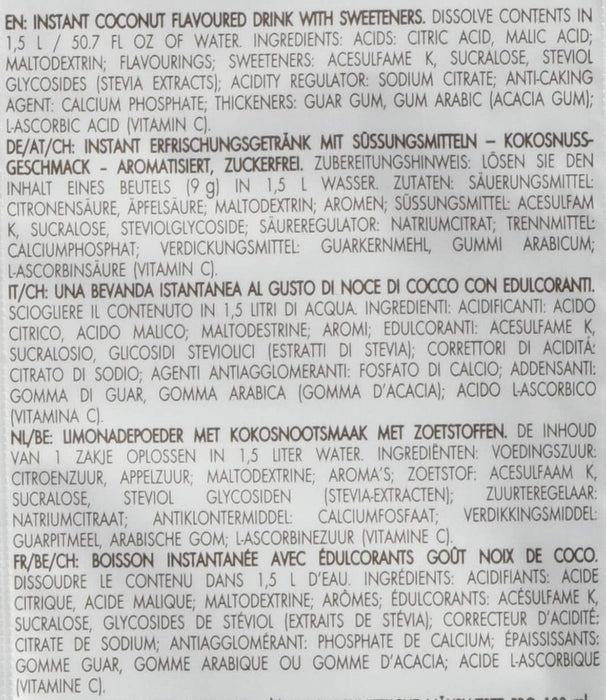 EN: INSTANT COCONUT FLAVOURED DRINK WITH SWEETENERS. DISSOLVE CONTENTS IN
1,5 L / 50.7 FL OZ OF WATER. INGREDIENTS: ACIDS: CITRIC ACID, MALIC ACID;
MALTODEXTRIN; FLAVOURINGS; SWEETENERS: ACESULFAME K, SUCRALOSE, STEVIOL
GLYCOSIDES (STEVIA EXTRACTS); ACIDITY REGULATOR: SODIUM CITRATE; ANTI-CAKING
AGENT: CALCIUM PHOSPHATE; THICKENERS: GUAR GUM, GUM ARABIC (ACACIA GUM);
L-ASCORBIC ACID (VITAMIN C).
DE/AT/CH: INSTANT ERFRISCHUNGSGETRÄNK MIT SÜSSUNGSMITTELN – KOKOSNUSS-
GESCHMACK - AROMATISIERT, ZUCKERFREI. ZUBEREITUNGSHINWEIS: LÖSEN SIE DEN
INHALT EINES BEUTELS (9 g) IN 1,5 L WASSER. ZUTATEN: SÄUERUNGSMITTEL:
CITRONENSÄURE, ÄPFELSÄURE; MALTODEXTRIN; AROMEN; SÜSSUNGSMITTEL: ACESULFAM
K, SUCRALOSE, STEVIOLGLYCOSIDE; SÄUREREGULATOR: NATRIUMCITRAT; TRENNMITTEL:
CALCIUMPHOSPHAT; VERDICKUNGSMITTEL: GUARKERNMEHL, GUMMI ARABICUM;
L-ASCORBINSÄURE (VITAMIN C).
IT/CH: UNA BEVANDA ISTANTANEA AL GUSTO DI NOCE DI COCCO CON EDULCORANTI.
SCIOGLIERE IL CONTENUTO IN 1,5 LITRI DI ACQUA. INGREDIENTI: ACIDIFICANTI: ACIDO
CITRICO, ACIDO MALICO; MALTODESTRINE; AROMI; EDULCORANTI: ACESULFAME K,
SUCRALOSIO, GLICOSIDI STEVIOLICI (ESTRATTI DI STEVIA); CORRETTORI DI ACIDITÀ:
CITRATO DI SODIO; AGENTI ANTIAGGLOMERANTI: FOSFATO DI CALCIO; ADDENSANTI:
GOMMA DI GUAR, GOMMA ARABICA (GOMMA D'ACACIA); ACIDO L-ASCORBICO
(VITAMINA C).
NL/BE: LIMONADEPOEDER MET KOKOSNOOTSMAAK MET ZOETSTOFFEN. DE INHOUD
VAN 1 ZAKJE OPLOSSEN IN 1,5 LITER WATER. INGREDIËNTEN: VOEDINGSZUUR:
CITROENZUUR, APPELZUUR; MALTODEXTRINE; AROMA'S; ZOETSTOF: ACESULFAAM K,
SUCRALOSE, STEVIOL GLYCOSIDEN (STEVIA-EXTRACTEN); ZUURTEREGELAAR:
NATRIUMCITRAAT; ANTIKLONTERMIDDEL: CALCIUMFOSFAAT; VERDIKKINGSMIDDEL:
GUARPITMEEL, ARABISCHE GOM; L-ASCORBINEZUUR (VITAMINE C).
FR/BE/CH: BOISSON INSTANTANÉE AVEC ÉDULCORANTS GOÛT NOIX DE COCO.
DISSOUDRE LE CONTENU DANS 1,5 L D'EAU. INGRÉDIENTS: ACIDIFIANTS: ACIDE
CITRIQUE, ACIDE MALIQUE; MALTODEXTRINE; ARÔMES; ÉDULCORANTS: ACÉSULFAME K,
SUCRALOSE, GLYCOSIDES DE STÉVIOL (EXTRAITS DE STÉVIA); CORRECTEUR D'ACIDITÉ:
CITRATE DE SODIUM; ANTIAGGLOMÉRANT: PHOSPHATE DE CALCIUM; ÉPAISSISSANTS:
GOMME GUAR, GOMME ARABIQUE OU GOMME D'ACACIA; ACIDE L-ASCORBIQUE
(VITAMINE C).